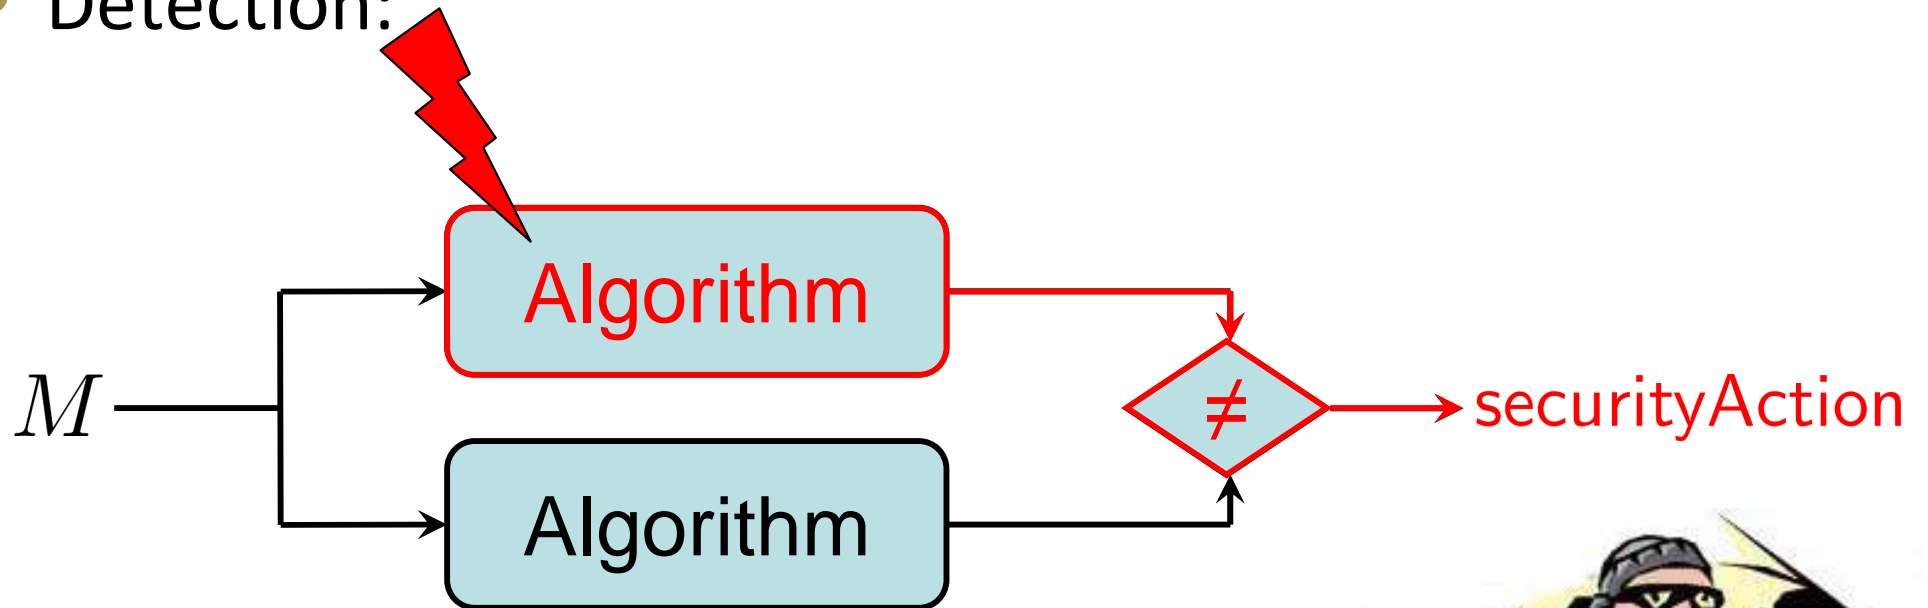 Detection:
Algorithm
M
≠
securityAction
Algorithm